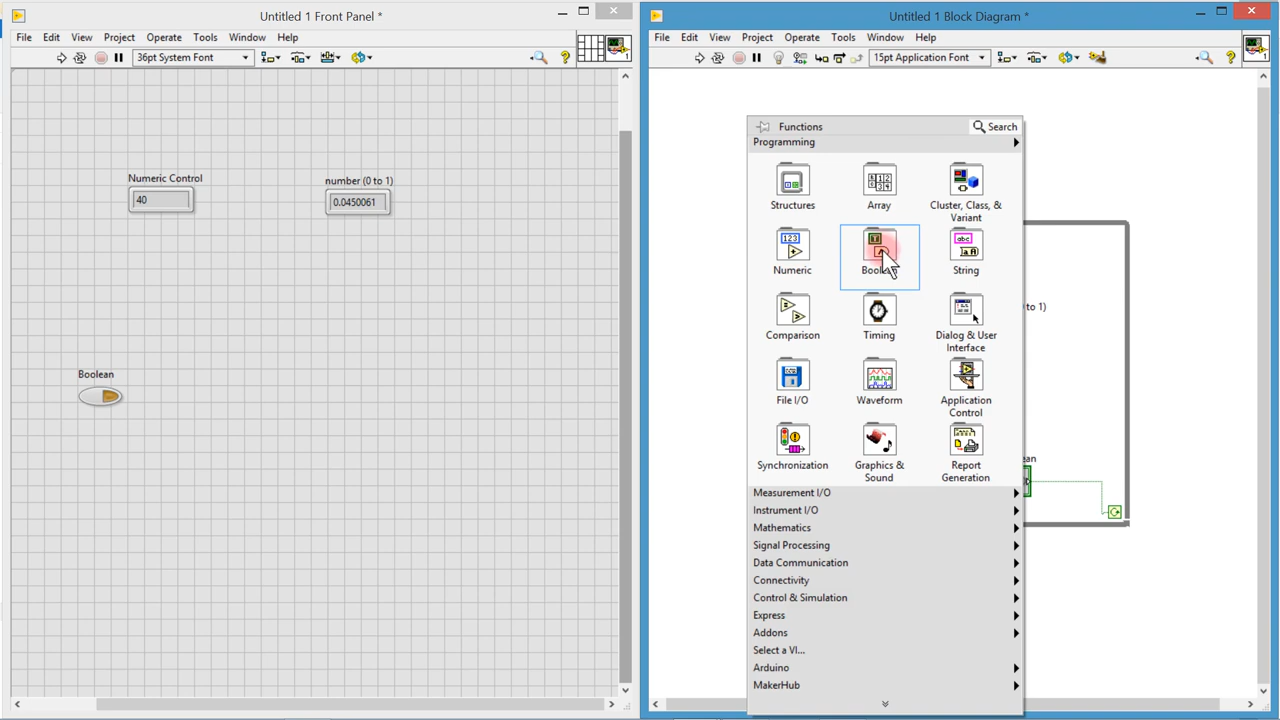 Untitled 1 Front Panel *
File Edit View Project Operate Tools Window Help
36pt System Font
Numeric Control
40
number (0 to 1)
0.0450061
Boolean
Untitled 1 Block Diagram *
File Edit View Project Operate Tools Window Help
15pt Application Font
Functions
Search
Programming
Structures
Array
Cluster, Class, &
Variant
Numeric
String
Comparison
Timing
Dialog & User
Interface
File I/O
Waveform
Application
Control
Synchronization
Graphics &
Sound
Report
Generation
Measurement I/O
Instrument I/O
Mathematics
Signal Processing
Data Communication
Connectivity
Control & Simulation
Express
Addons
Select a VI...
Arduino
MakerHub
to 1)